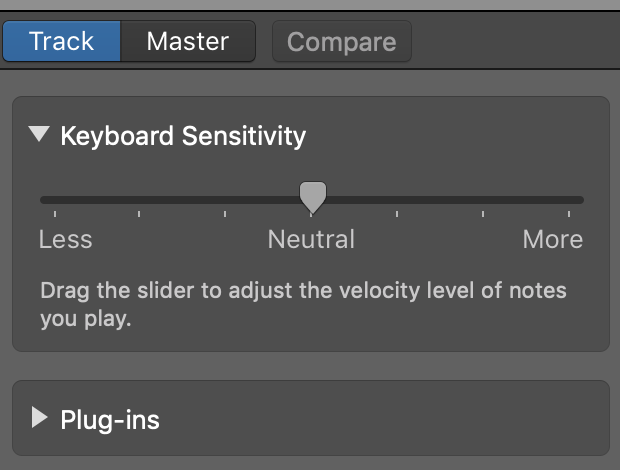 Track Master Compare
Keyboard Sensitivity
Less Neutral More
Drag the slider to adjust the velocity level of notes
you play.
Plug-ins